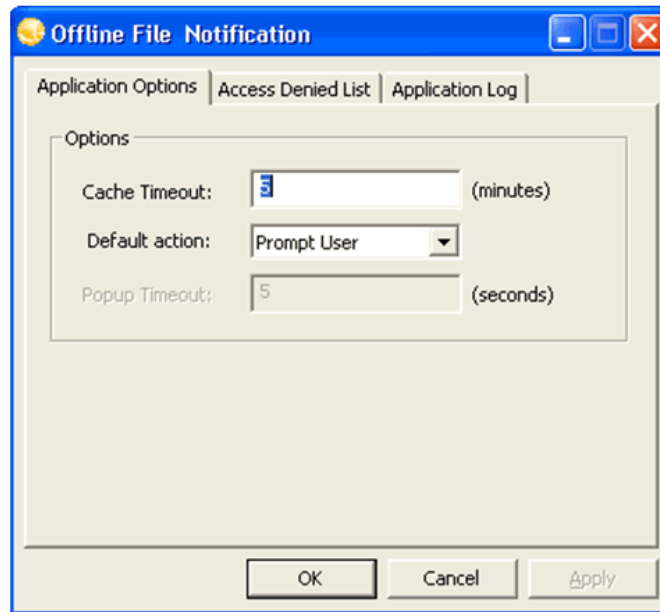 Offline File Notification
Application Options Access Denied List Application Log
Options
Cache Timeout: 5 (minutes)
Default action: Prompt User
Popup Timeout: 5 (seconds)
OK Cancel Apply